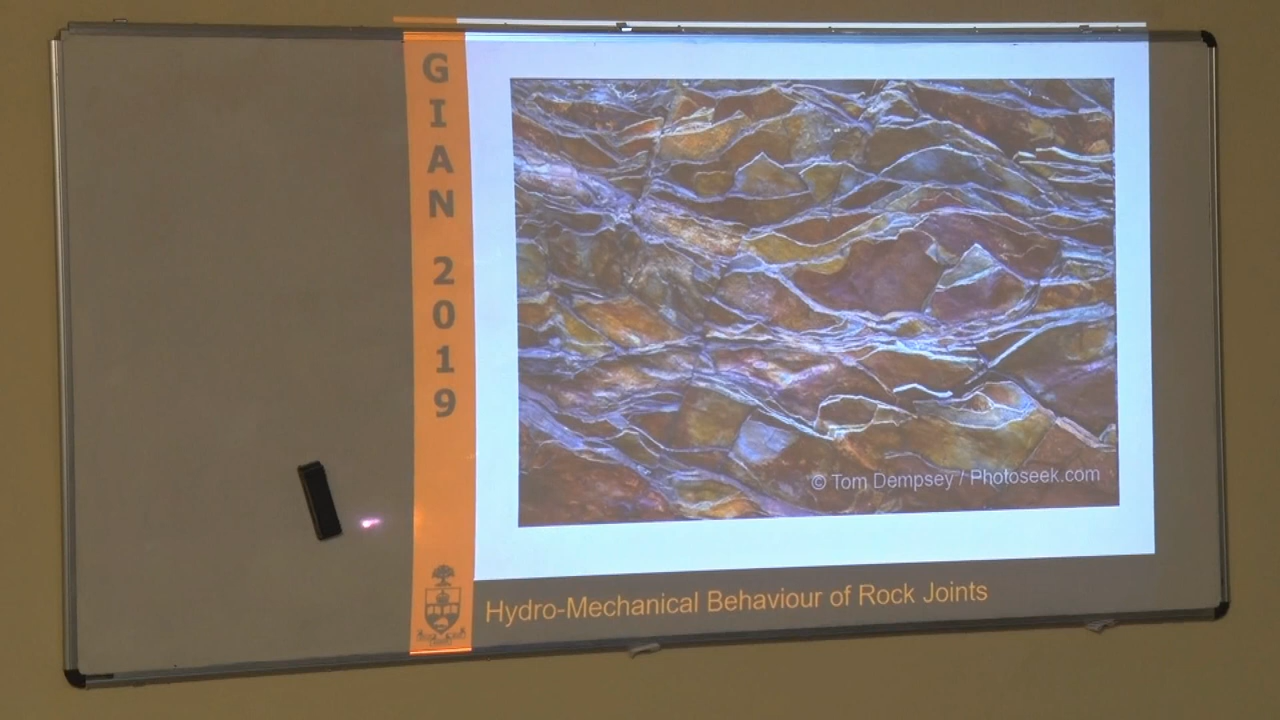 GIAN 2019
© Tom Dempsey / Photoseek.com
Hydro-Mechanical Behaviour of Rock Joints